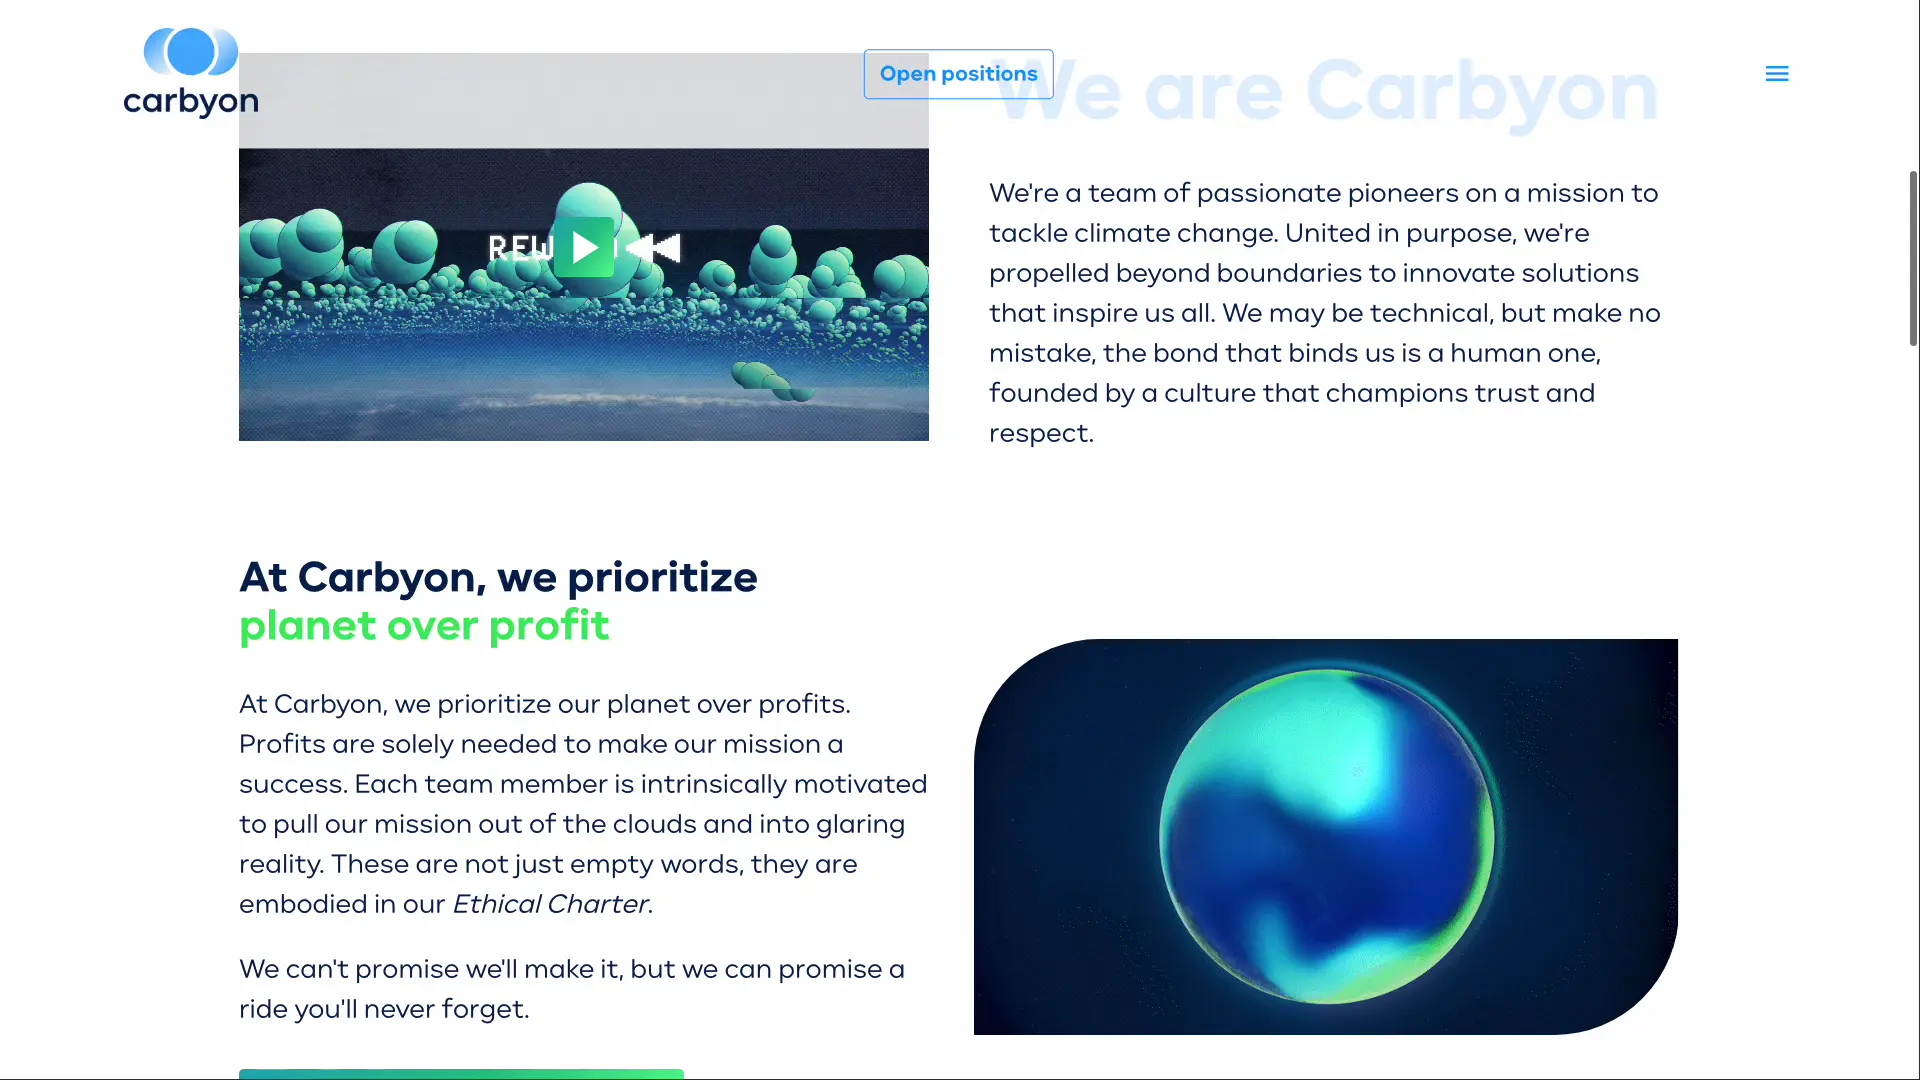 carbyon
Open positions
We are Carbyon
REW
We're a team of passionate pioneers on a mission to
tackle climate change. United in purpose, we're
propelled beyond boundaries to innovate solutions
that inspire us all. We may be technical, but make no
mistake, the bond that binds us is a human one,
founded by a culture that champions trust and
respect.
At Carbyon, we prioritize
planet over profit
At Carbyon, we prioritize our planet over profits.
Profits are solely needed to make our mission a
success. Each team member is intrinsically motivated
to pull our mission out of the clouds and into glaring
reality. These are not just empty words, they are
embodied in our Ethical Charter.
We can't promise we'll make it, but we can promise a
ride you'll never forget.